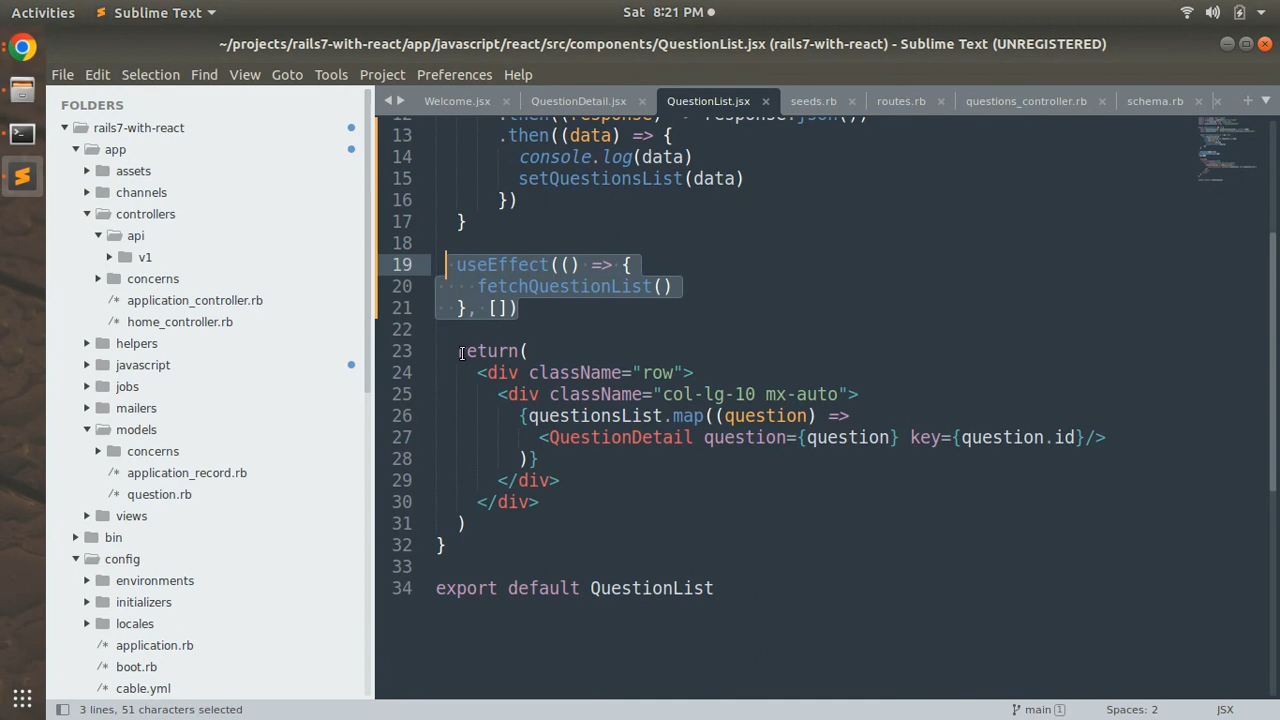 Activities
Sublime Text
Sat 8:21 PM
~/projects/rails7-with-react/app/javascript/react/src/components/QuestionList.jsx (rails7-with-react) - Sublime Text (UNREGISTERED)
File Edit Selection Find View Goto Tools Project Preferences Help
FOLDERS
rails7-with-react
app
assets
channels
controllers
api
v1
concerns
/* application_controller.rb
/* home_controller.rb
helpers
javascript
jobs
mailers
models
concerns
/* application_record.rb
/* question.rb
views
bin
config
environments
initializers
locales
/* application.rb
/* boot.rb
/* cable.yml
Welcome.jsx × QuestionDetail.jsx × QuestionList.jsx × seeds.rb × routes.rb × questions_controller.rb × schema.rb ×
12 .then((response) => response.json())
13 .then((data) => {
14 console.log(data)
15 setQuestionsList(data)
16 })
17 }
18
19 useEffect(() => {
20 fetchQuestionList()
21 }, [])
22
23 return(
24 <div className="row">
25 <div className="col-lg-10 mx-auto">
26 {questionsList.map((question) =>
27 <QuestionDetail question={question} key={question.id}/>
28 )}
29 </div>
30 </div>
31 )
32 }
33
34 export default QuestionList
3 lines, 51 characters selected
main 1
Spaces: 2
JSX